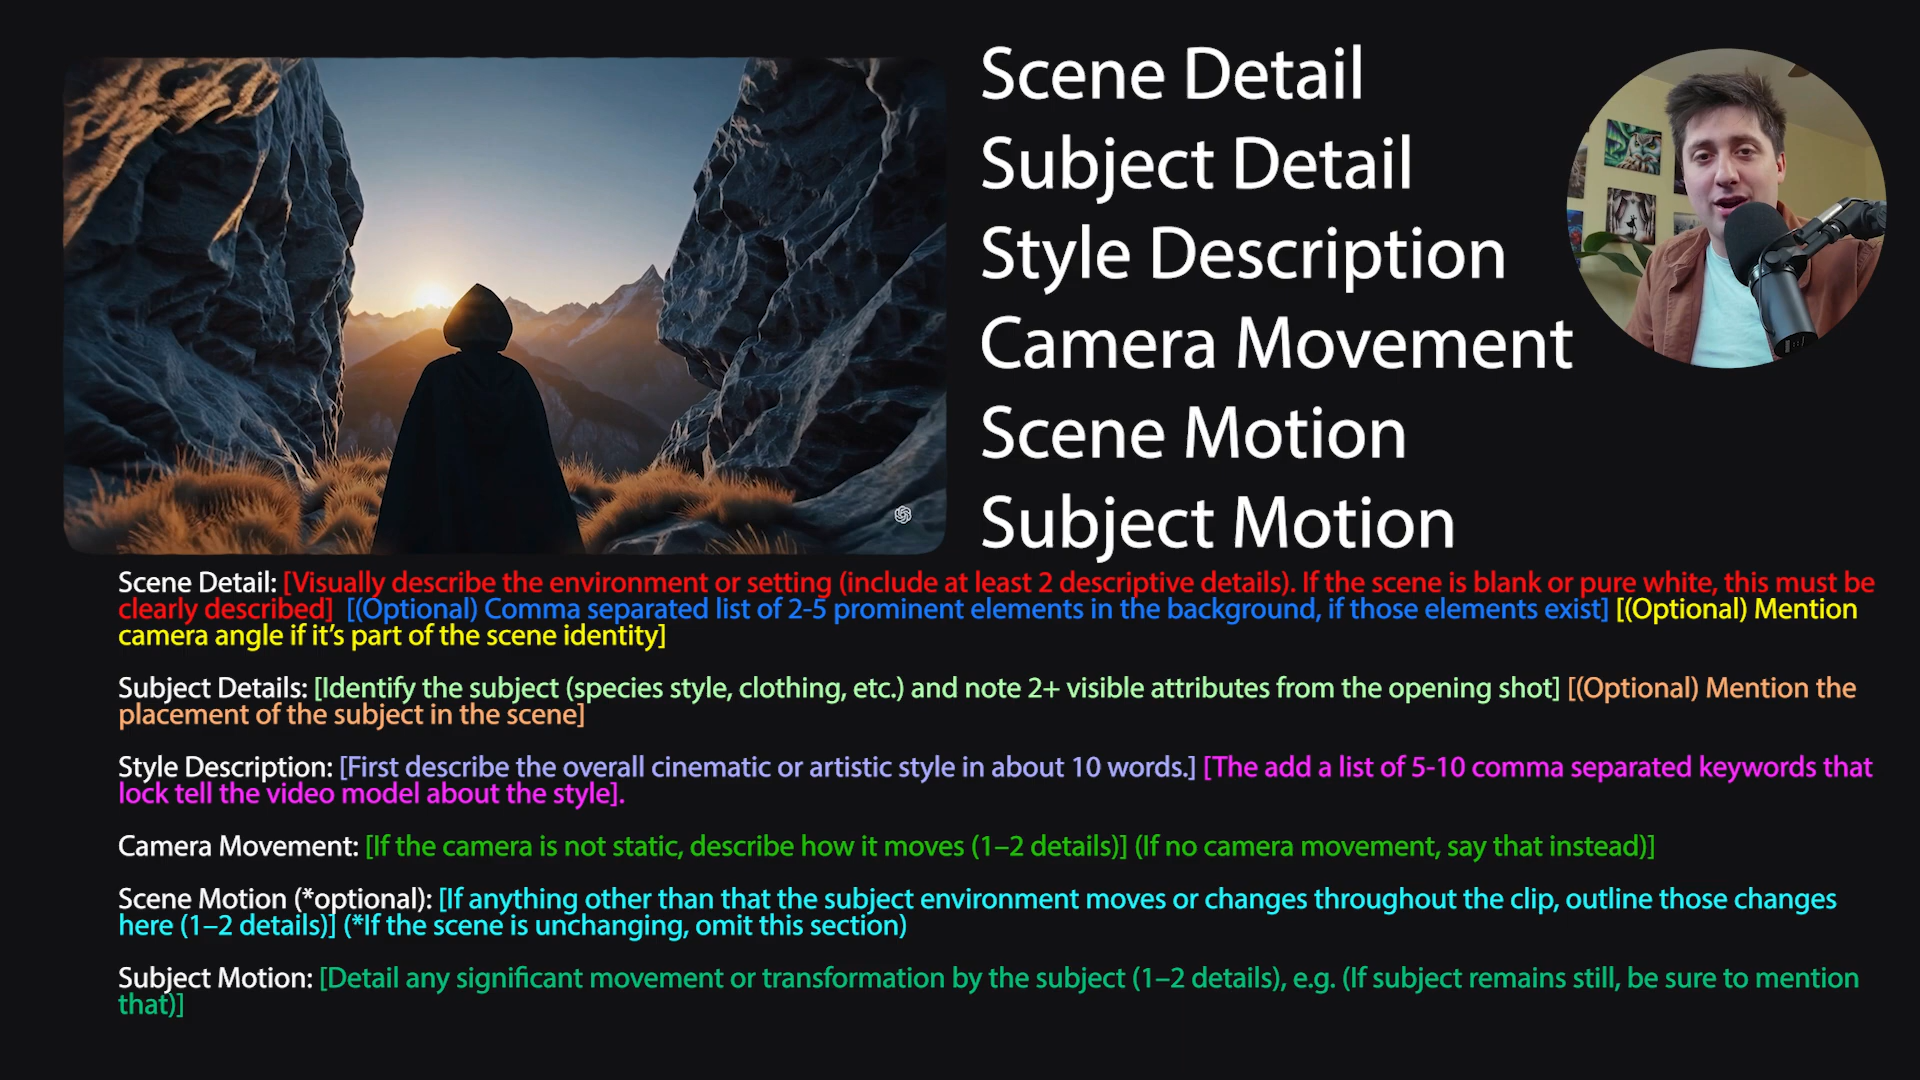 Scene Detail
Subject Detail
Style Description
Camera Movement
Scene Motion
Subject Motion
Scene Detail: [Visually describe the environment or setting (include at least 2 descriptive details). If the scene is blank or pure white, this must be
clearly described]  [(Optional) Comma separated list of 2-5 prominent elements in the background, if those elements exist] [(Optional) Mention
camera angle if it’s part of the scene identity]
Subject Details: [Identify the subject (species style, clothing, etc.) and note 2+ visible attributes from the opening shot] [(Optional) Mention the
placement of the subject in the scene]
Style Description: [First describe the overall cinematic or artistic style in about 10 words.] [The add a list of 5-10 comma separated keywords that
lock tell the video model about the style].
Camera Movement: [If the camera is not static, describe how it moves (1–2 details)] (If no camera movement, say that instead)]
Scene Motion (*optional): [If anything other than that the subject environment moves or changes throughout the clip, outline those changes
here (1–2 details)] (*If the scene is unchanging, omit this section)
Subject Motion: [Detail any significant movement or transformation by the subject (1–2 details), e.g. (If subject remains still, be sure to mention
that)]